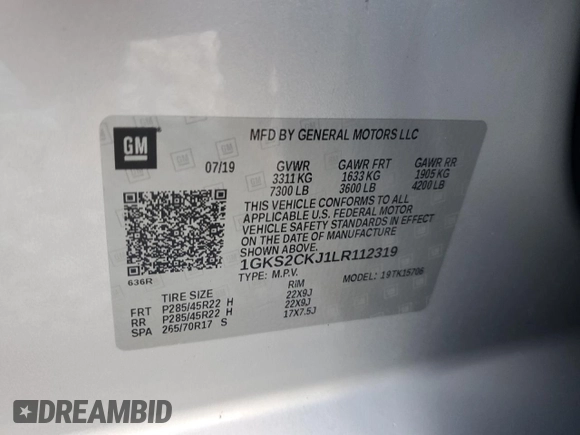 GM
MFD BY GENERAL MOTORS LLC
07/19 GVWR GAWR FRT GAWR RR
3311 KG 1633 KG 1905 KG
7300 LB 3600 LB 4200 LB
THIS VEHICLE CONFORMS TO ALL
APPLICABLE U.S. FEDERAL MOTOR
VEHICLE SAFETY STANDARDS IN EFFECT
ON THE DATE OF MANUFACTURE
SHOWN ABOVE.
1GKS2CKJ1LR112319
636R
TYPE: M.P.V. MODEL: 19TK15706
TIRE SIZE RIM
FRT P285/45R22 H 22X9J
RR P285/45R22 H 22X9J
SPA 265/70R17 S 17X7.5J
DREAMBID